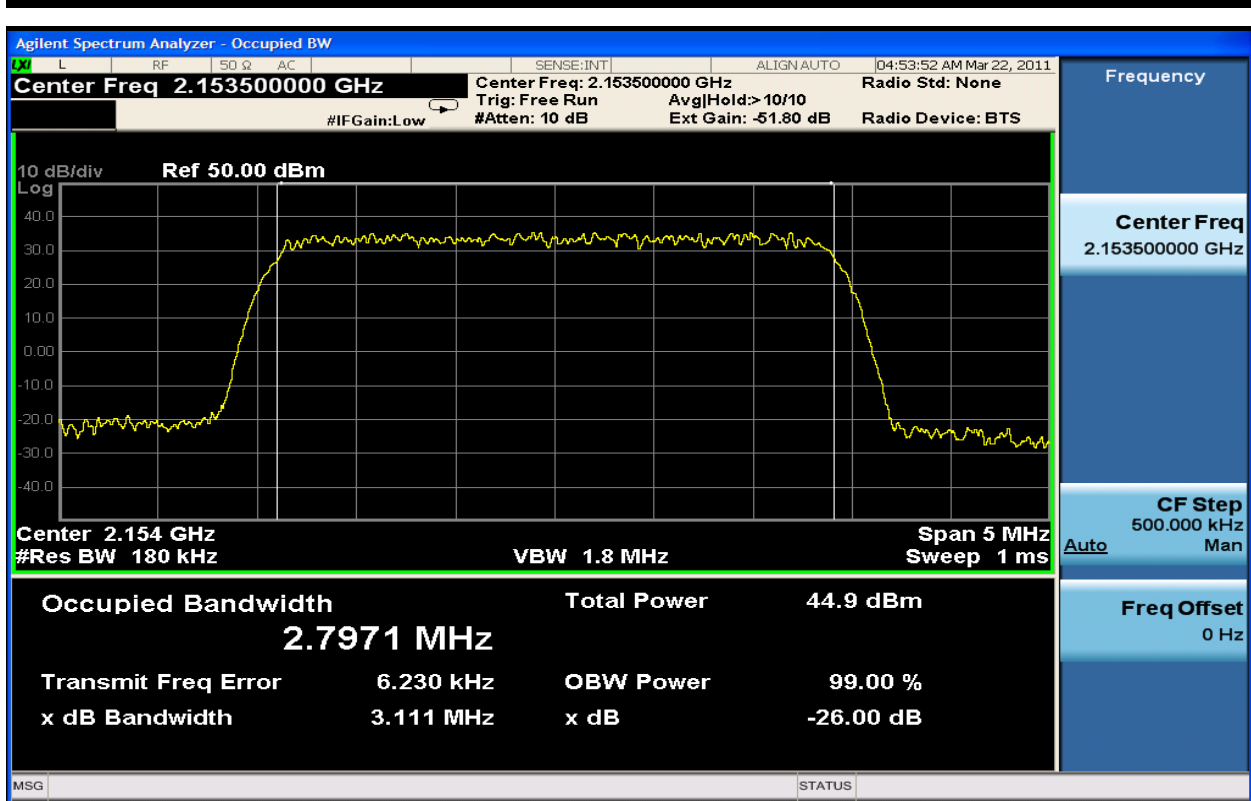 Agilent Spectrum Analyzer - Occupied BW
LXI L RF 50 Ω AC SENSE:INT ALIGN AUTO 04:53:52 AM Mar 22, 2011
Center Freq 2.153500000 GHz
#IFGain:Low
Center Freq: 2.153500000 GHz
Trig: Free Run Avg|Hold:>10/10
#Atten: 10 dB Ext Gain: -51.80 dB
Radio Std: None
Radio Device: BTS
10 dB/div Ref 50.00 dBm
Log
40.0
30.0
20.0
10.0
0.00
-10.0
-20.0
-30.0
-40.0
Center 2.154 GHz Span 5 MHz
#Res BW 180 kHz VBW 1.8 MHz Sweep 1 ms
Occupied Bandwidth Total Power 44.9 dBm
2.7971 MHz
Transmit Freq Error 6.230 kHz OBW Power 99.00 %
x dB Bandwidth 3.111 MHz x dB -26.00 dB
MSG STATUS
Frequency
Center Freq
2.153500000 GHz
CF Step
500.000 kHz
Auto Man
Freq Offset
0 Hz